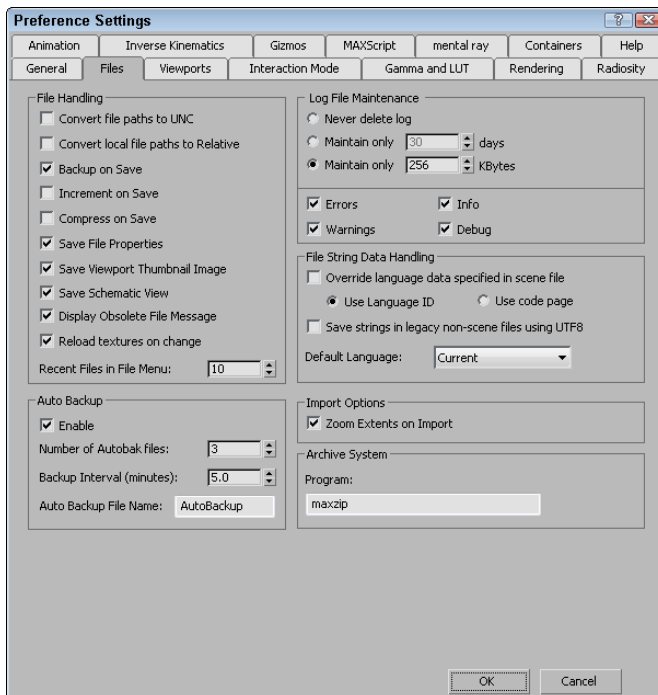 Preference Settings
Animation Inverse Kinematics Gizmos MAXScript mental ray Containers Help
General Files Viewports Interaction Mode Gamma and LUT Rendering Radiosity
File Handling
Convert file paths to UNC
Convert local file paths to Relative
Backup on Save
Increment on Save
Compress on Save
Save File Properties
Save Viewport Thumbnail Image
Save Schematic View
Display Obsolete File Message
Reload textures on change
Recent Files in File Menu: 10
Auto Backup
Enable
Number of Autobak files: 3
Backup Interval (minutes): 5.0
Auto Backup File Name: AutoBackup
Log File Maintenance
Never delete log
Maintain only 30 days
Maintain only 256 KBytes
Errors Info
Warnings Debug
File String Data Handling
Override language data specified in scene file
Use Language ID Use code page
Save strings in legacy non-scene files using UTF8
Default Language: Current
Import Options
Zoom Extents on Import
Archive System
Program:
maxzip
OK Cancel